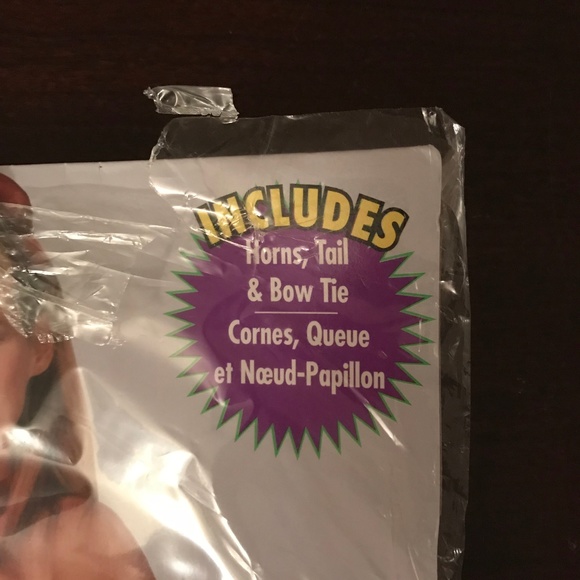 INCLUDES
Horns, Tail
& Bow Tie
Cornes, Queue
et Nœud-Papillon